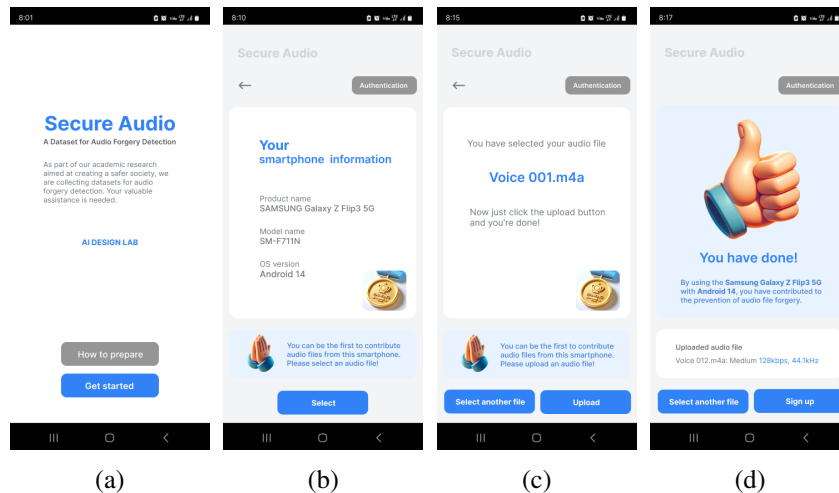 8:01
Secure Audio
A Dataset for Audio Forgery Detection
As part of our academic research
aimed at creating a safer society, we
are collecting datasets for audio
forgery detection. Your valuable
assistance is needed.
AI DESIGN LAB
How to prepare
Get started
(a)
8:10
Secure Audio
Authentication
Your
smartphone information
Product name
SAMSUNG Galaxy Z Flip3 5G
Model name
SM-F711N
OS version
Android 14
You can be the first to contribute
audio files from this smartphone.
Please select an audio file!
Select
(b)
8:15
Secure Audio
Authentication
You have selected your audio file
Voice 001.m4a
Now just click the upload button
and you're done!
You can be the first to contribute
audio files from this smartphone.
Please upload an audio file!
Select another file
Upload
(c)
8:17
Secure Audio
Authentication
You have done!
By using the Samsung Galaxy Z Flip3 5G
with Android 14, you have contributed to
the prevention of audio file forgery.
Uploaded audio file
Voice 012.m4a: Medium 128kbps, 44.1kHz
Select another file
Sign up
(d)